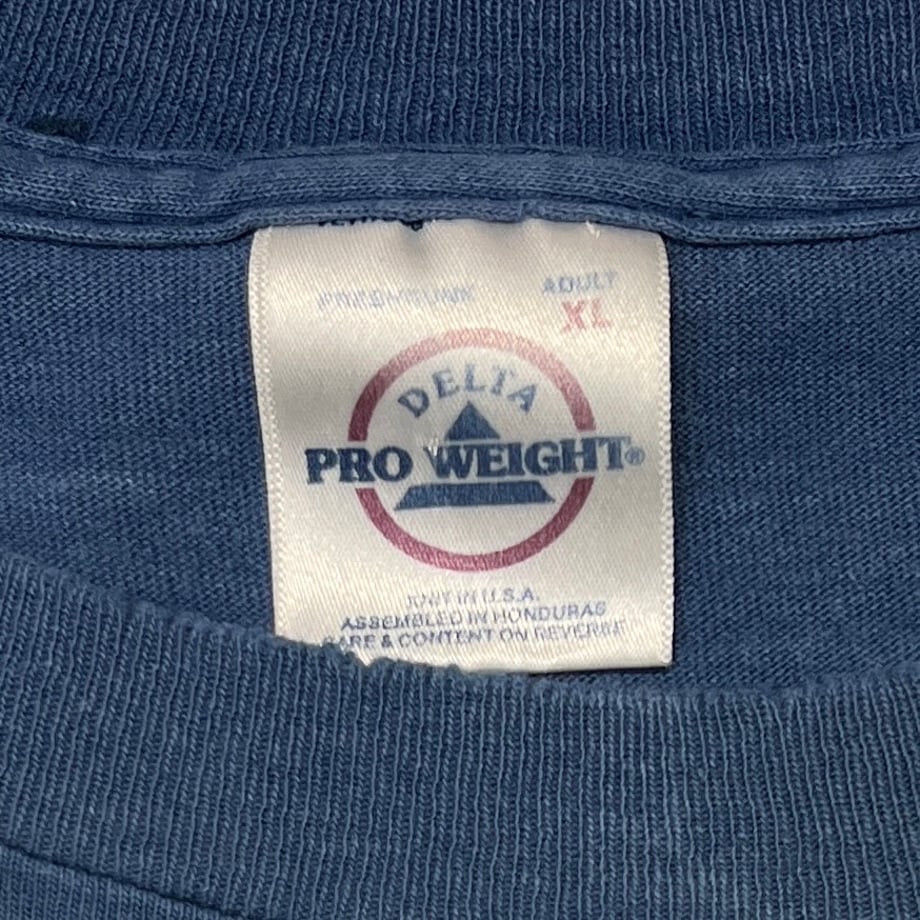 PRESHRUNK
ADULT
XL
DELTA
PRO WEIGHT®
KNIT IN U.S.A.
ASSEMBLED IN HONDURAS
CARE & CONTENT ON REVERSE